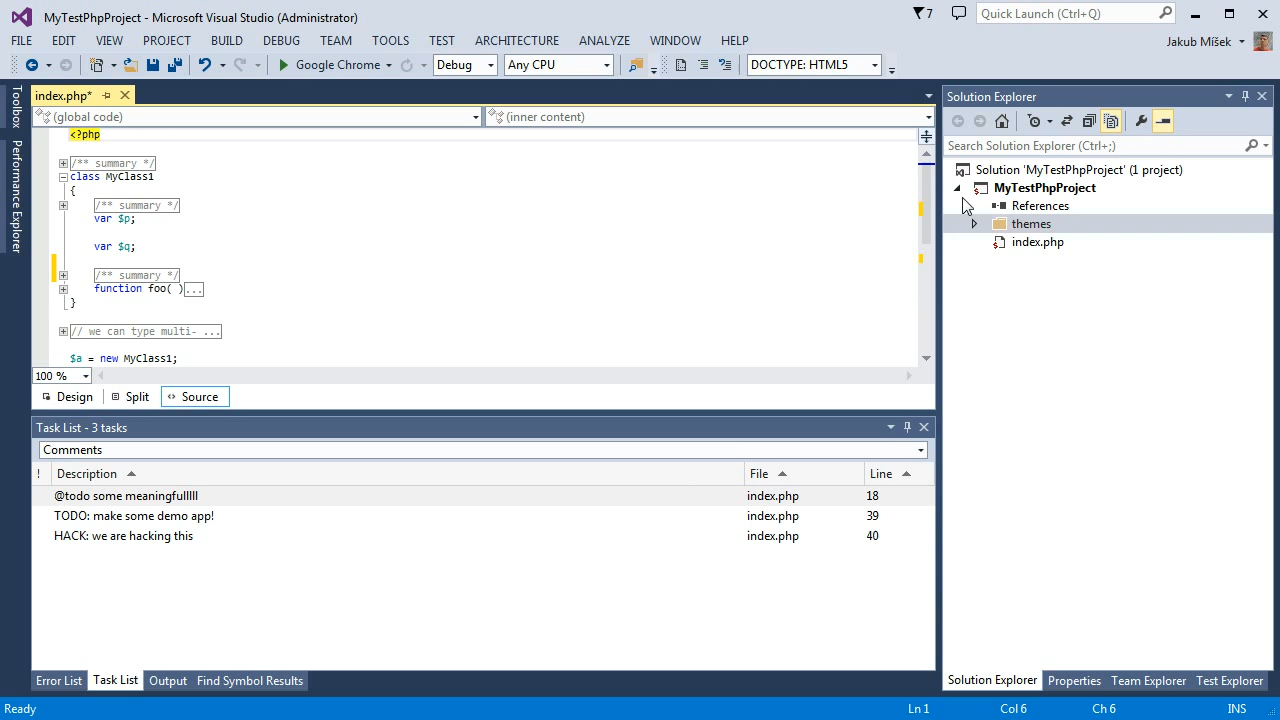 MyTestPhpProject - Microsoft Visual Studio (Administrator)
7
Quick Launch (Ctrl+Q)
FILE EDIT VIEW PROJECT BUILD DEBUG TEAM TOOLS TEST ARCHITECTURE ANALYZE WINDOW HELP
Jakub Míšek
Google Chrome
Debug
Any CPU
DOCTYPE: HTML5
Toolbox
Performance Explorer
index.php*
(global code)
(inner content)
<?php
/** summary */
class MyClass1
{
/** summary */
var $p;
var $q;
/** summary */
function foo( )...
}
// we can type multi- ...
$a = new MyClass1;
100 %
Design Split Source
Task List - 3 tasks
Comments
! Description File Line
@todo some meaningfulllll index.php 18
TODO: make some demo app! index.php 39
HACK: we are hacking this index.php 40
Error List Task List Output Find Symbol Results
Solution Explorer
Search Solution Explorer (Ctrl+;)
Solution 'MyTestPhpProject' (1 project)
MyTestPhpProject
References
themes
index.php
Solution Explorer Properties Team Explorer Test Explorer
Ready Ln 1 Col 6 Ch 6 INS